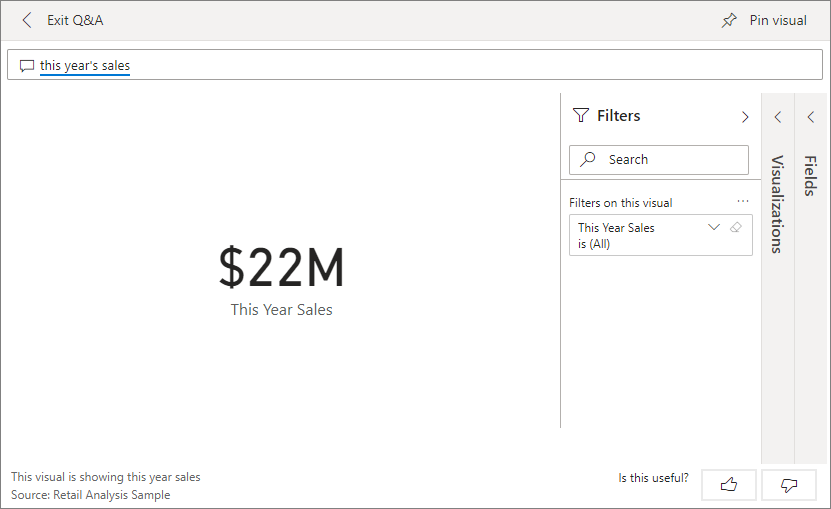 Exit Q&A
Pin visual
this year's sales
Filters
Search
Filters on this visual
...
This Year Sales
is (All)
Visualizations
Fields
$22M
This Year Sales
This visual is showing this year sales
Source: Retail Analysis Sample
Is this useful?